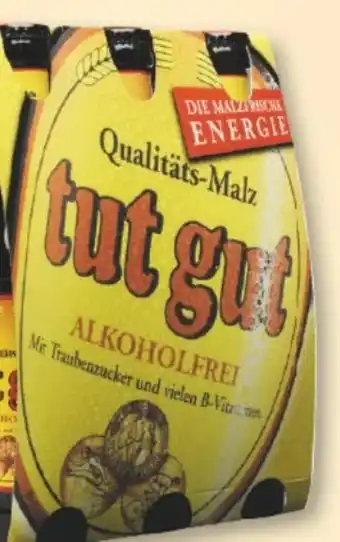 DIE MALZFRISCHE
ENERGIE
Qualitäts-Malz
tut gut
ALKOHOLFREI
Mit Traubenzucker und vielen B-Vitaminen